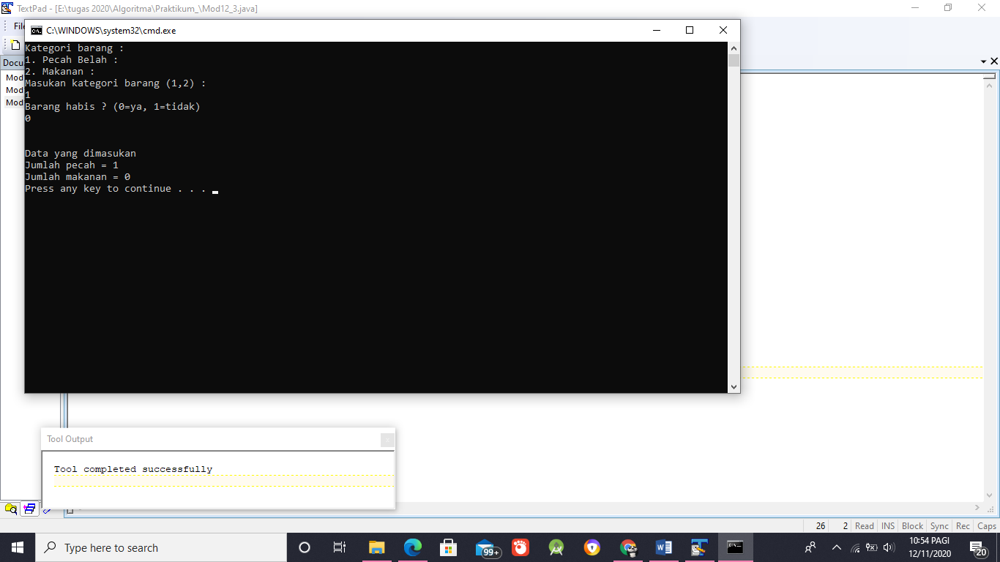 TextPad - [E:\tugas 2020\Algoritma\Praktikum_\Mod12_3.java]
File
C:\WINDOWS\system32\cmd.exe
Docu
Mod
Mod
Mod
Kategori barang :
1. Pecah Belah :
2. Makanan :
Masukan kategori barang (1,2) :
1
Barang habis ? (0=ya, 1=tidak)
0
Data yang dimasukan
Jumlah pecah = 1
Jumlah makanan = 0
Press any key to continue . . .
Tool Output
Tool completed successfully
26 2 Read INS Block Sync Rec Caps
Type here to search
99+
10:54 PAGI
12/11/2020
20